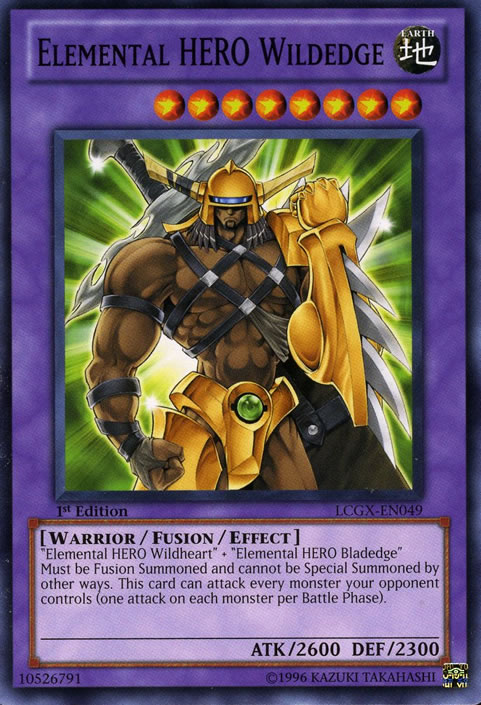 ELEMENTAL HERO WILDEDGE
EARTH
地
1st Edition
LCGX-EN049
[WARRIOR / FUSION / EFFECT]
"Elemental HERO Wildheart" + "Elemental HERO Bladedge"
Must be Fusion Summoned and cannot be Special Summoned by
other ways. This card can attack every monster your opponent
controls (one attack on each monster per Battle Phase).
ATK/2600 DEF/2300
10526791
©1996 KAZUKI TAKAHASHI